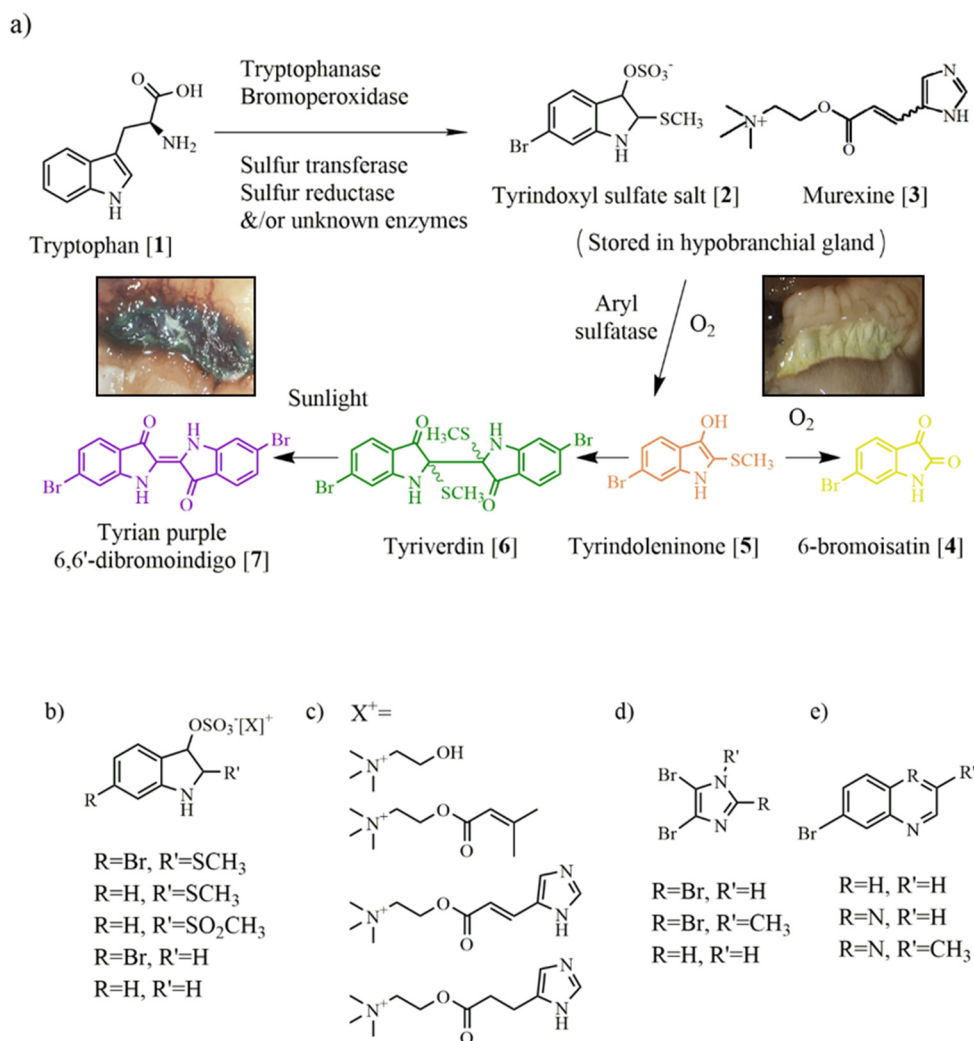 a)
O
OH
NH₂
N
H
Tryptophan [1]
Tryptophanase
Bromoperoxidase
Sulfur transferase
Sulfur reductase
&/or unknown enzymes
OSO₃⁻
SCH₃
Br
N
H
Tyrindoxyl sulfate salt [2]
N
NH
O
N⁺
O
Murexine [3]
(Stored in hypobranchial gland)
Aryl
sulfatase
O₂
Sunlight
O₂
O
H
N
Br
Br
N
H
O
Tyrian purple
6,6'-dibromoindigo [7]
O
H₃CS
H
N
Br
Br
N
H
SCH₃
O
Tyriverdin [6]
OH
SCH₃
Br
N
H
Tyrindoleninone [5]
O
O
Br
N
H
6-bromoisatin [4]
b)
OSO₃⁻[X]⁺
R'
R
N
H
R=Br, R'=SCH₃
R=H, R'=SCH₃
R=H, R'=SO₂CH₃
R=Br, R'=H
R=H, R'=H
c)
X⁺=
OH
N⁺
O
N⁺
O
N
O
N⁺
NH
O
N
O
N⁺
NH
O
d)
R'
Br
N
R
Br
N
R=Br, R'=H
R=Br, R'=CH₃
R=H, R'=H
e)
R
R'
Br
N
R=H, R'=H
R=N, R'=H
R=N, R'=CH₃